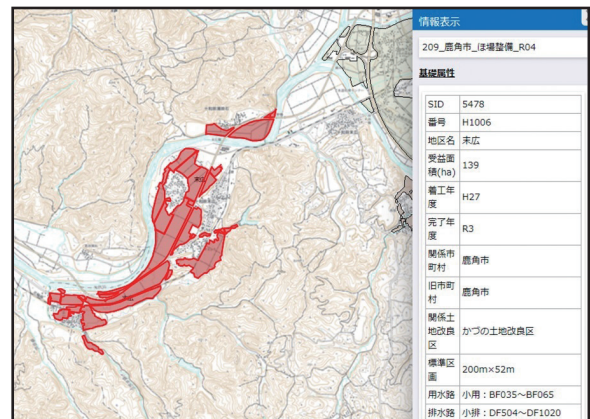 情報表示
209_鹿角市_ほ場整備_R04
基礎属性
SID 5478
番号 H1006
地区名 末広
受益面
積(ha) 139
着工年
度 H27
完了年
度 R3
関係市
町村 鹿角市
旧市町
村 鹿角市
関係土
地改良
区 かづの土地改良区
標準区
画 200m×52m
用水路 小用：BF035～BF065
排水路 小排：DF504～DF1020
末広